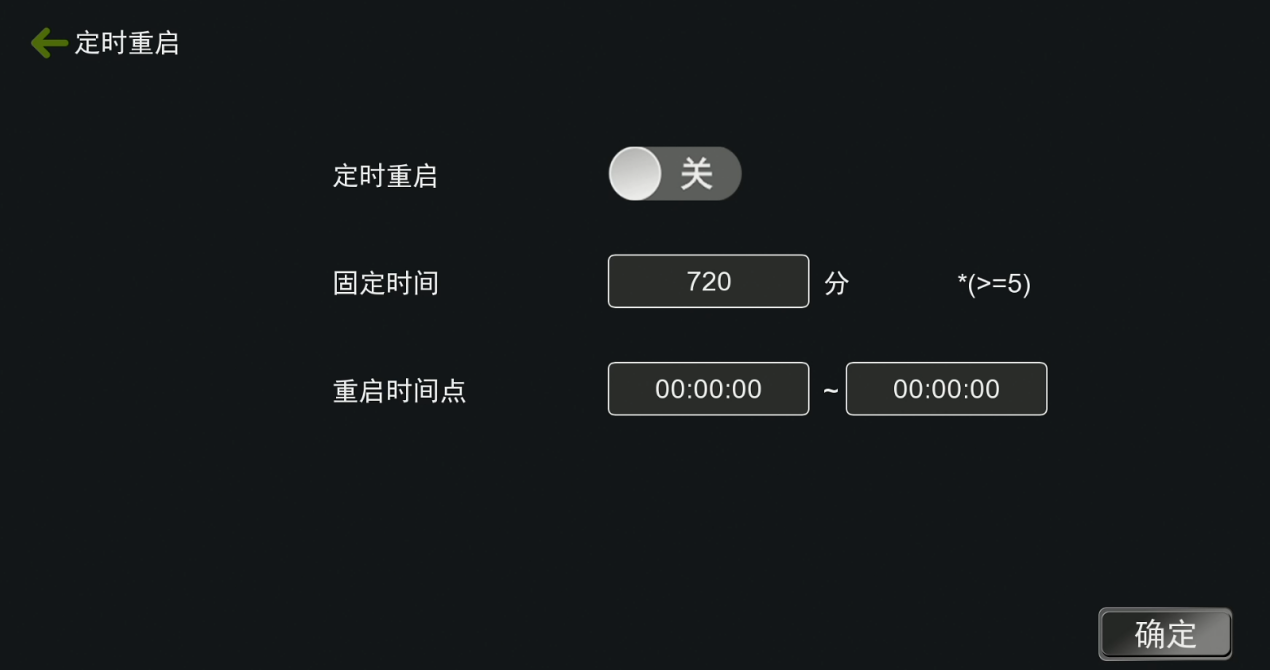 定时重启
定时重启 关
固定时间 720 分 *(>=5)
重启时间点 00:00:00 ~ 00:00:00
确定